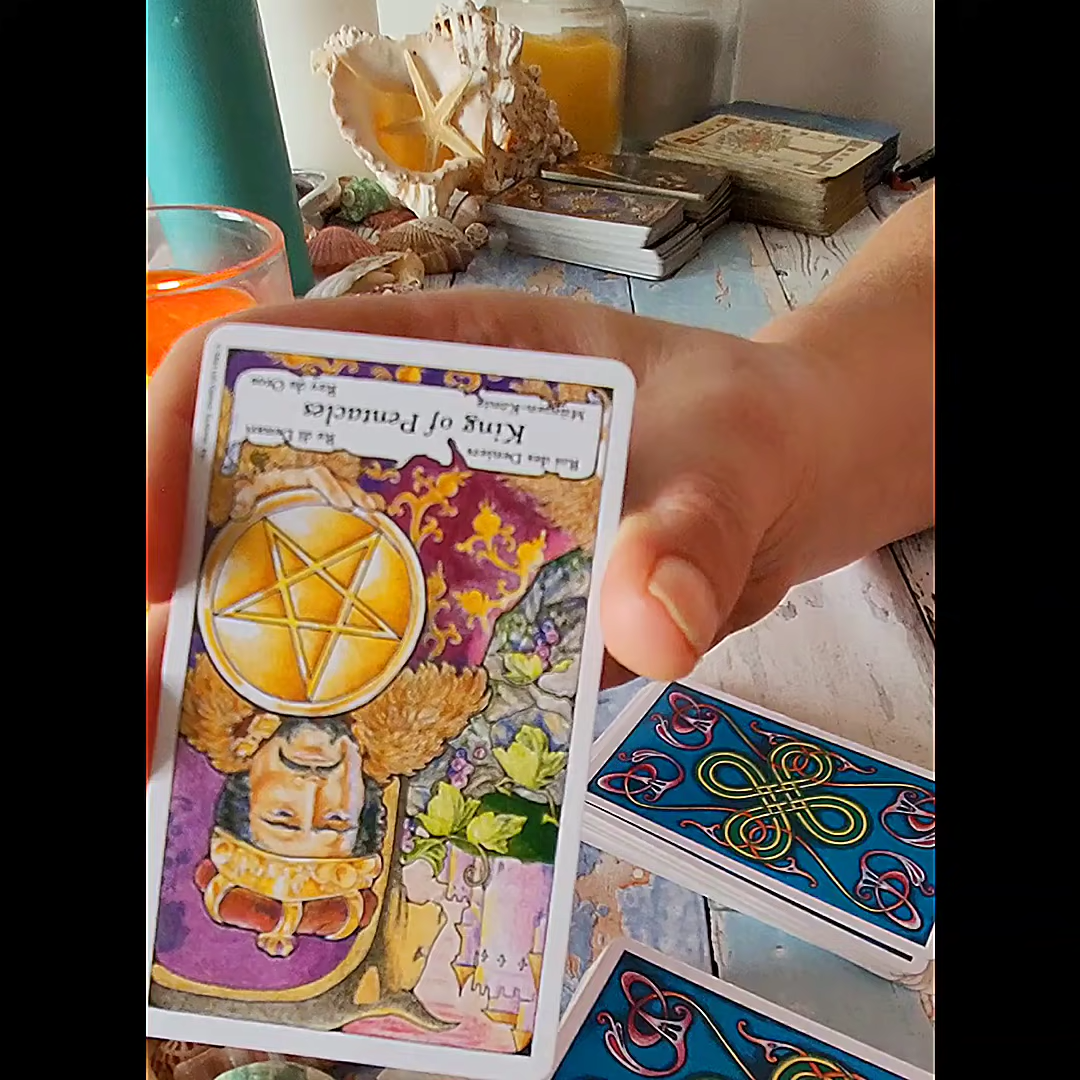 Roi des Deniers Re di Denari
King of Pentacles
Münzen-König Rey de Oros